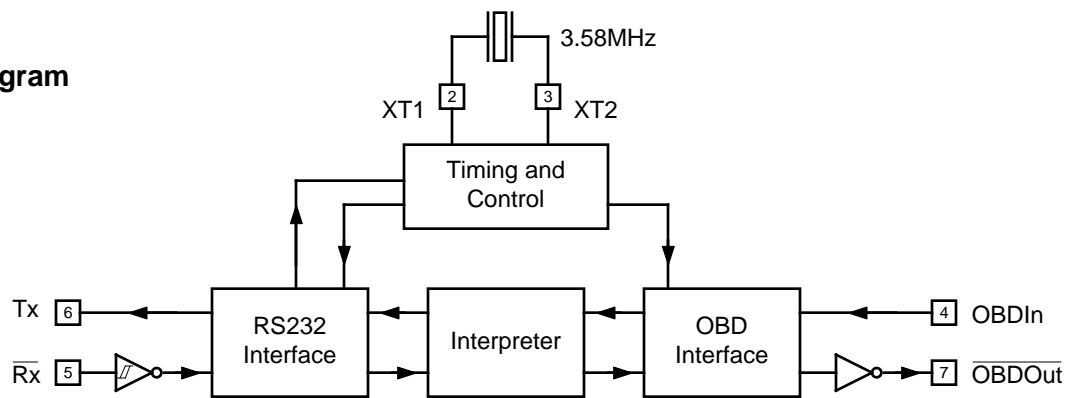 gram
3.58MHz
XT1
2
3
XT2
Timing and
Control
Tx
6
RS232
Interface
Interpreter
OBD
Interface
4
OBDIn
Rx
5
7
OBDOut